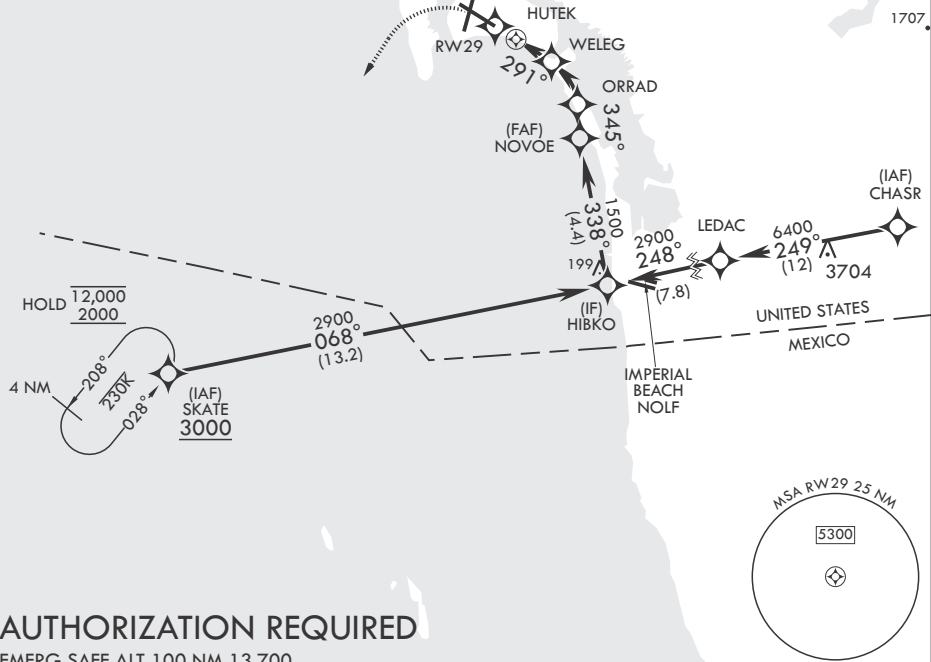 HUTEK
RW29
WELEG
291°
ORRAD
345°
(FAF)
NOVOE
1707
(IAF)
CHASR
1500
338°
(4.4)
LEDAC
2900
248°
(7.8)
6400
249°
(12)
3704
199
(IF)
HIBKO
UNITED STATES
MEXICO
HOLD 12,000
2000
2900
068°
(13.2)
4 NM
208°
230K
028°
(IAF)
SKATE
3000
IMPERIAL
BEACH
NOLF
MSA RW29 25 NM
5300
AUTHORIZATION REQUIRED
EMERG SAFE ALT 100 NM 13,700